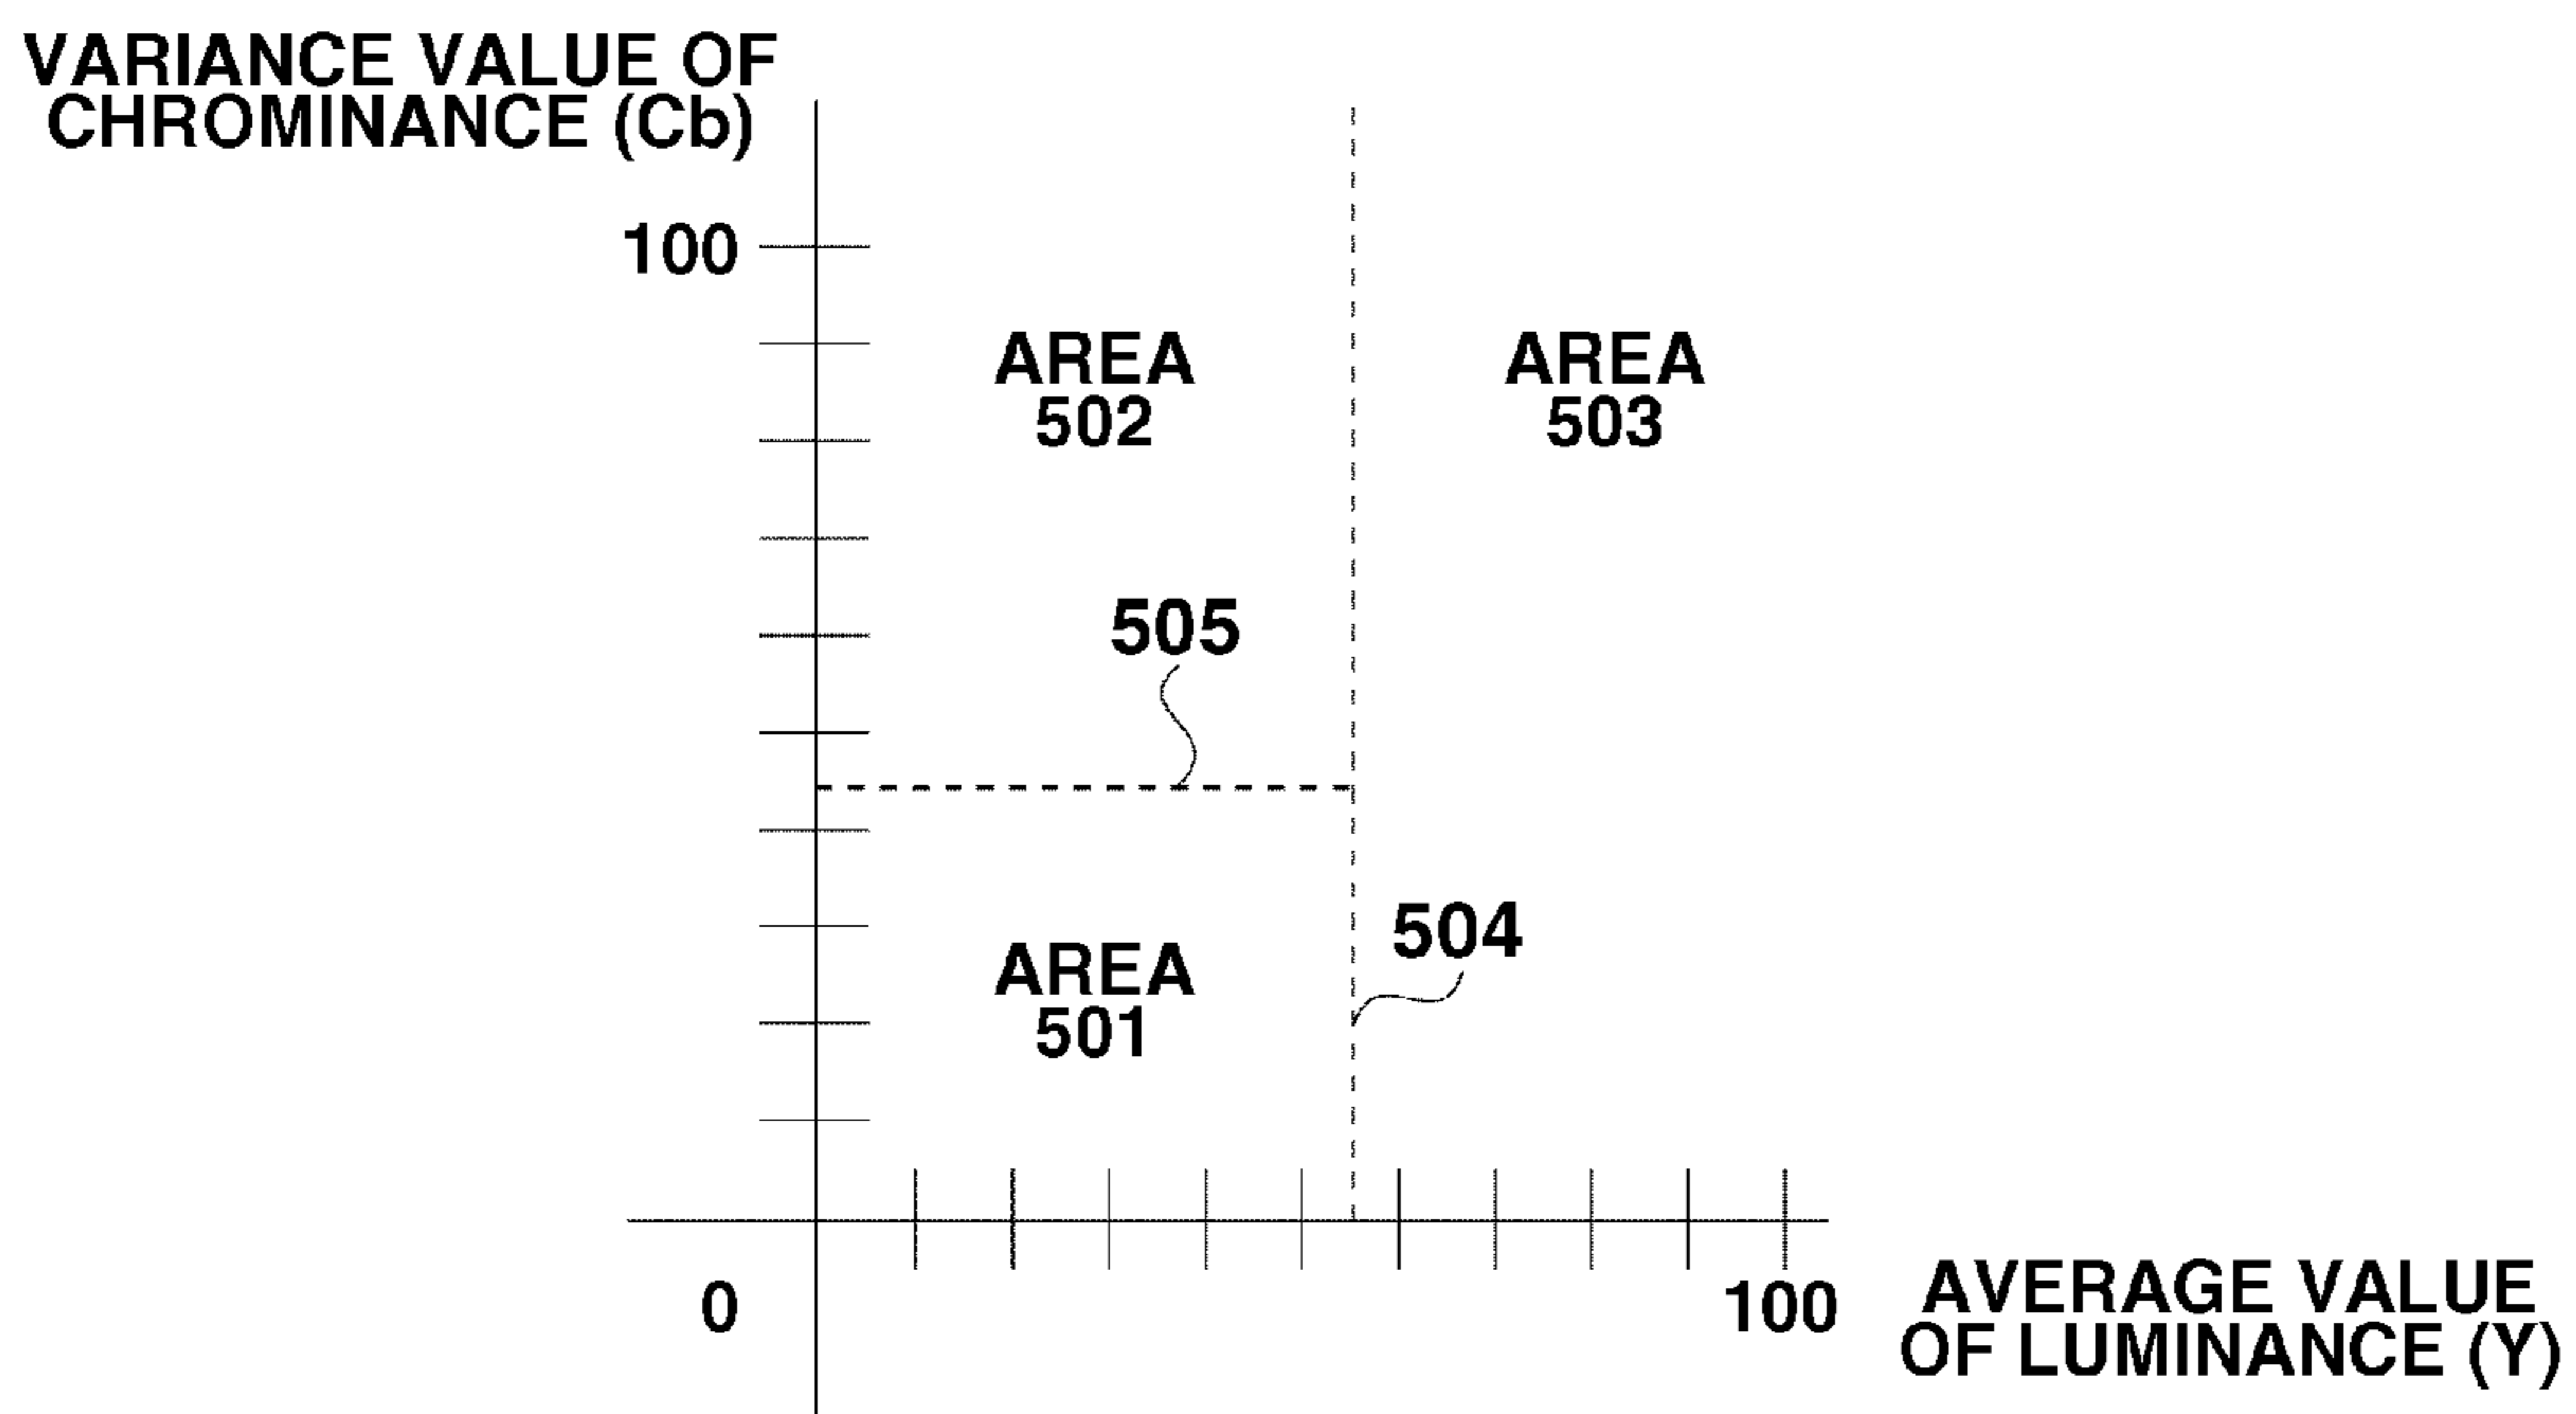 VARIANCE VALUE OF
CHROMINANCE (Cb)
100
AREA
502
AREA
503
505
504
AREA
501
0
100
AVERAGE VALUE
OF LUMINANCE (Y)